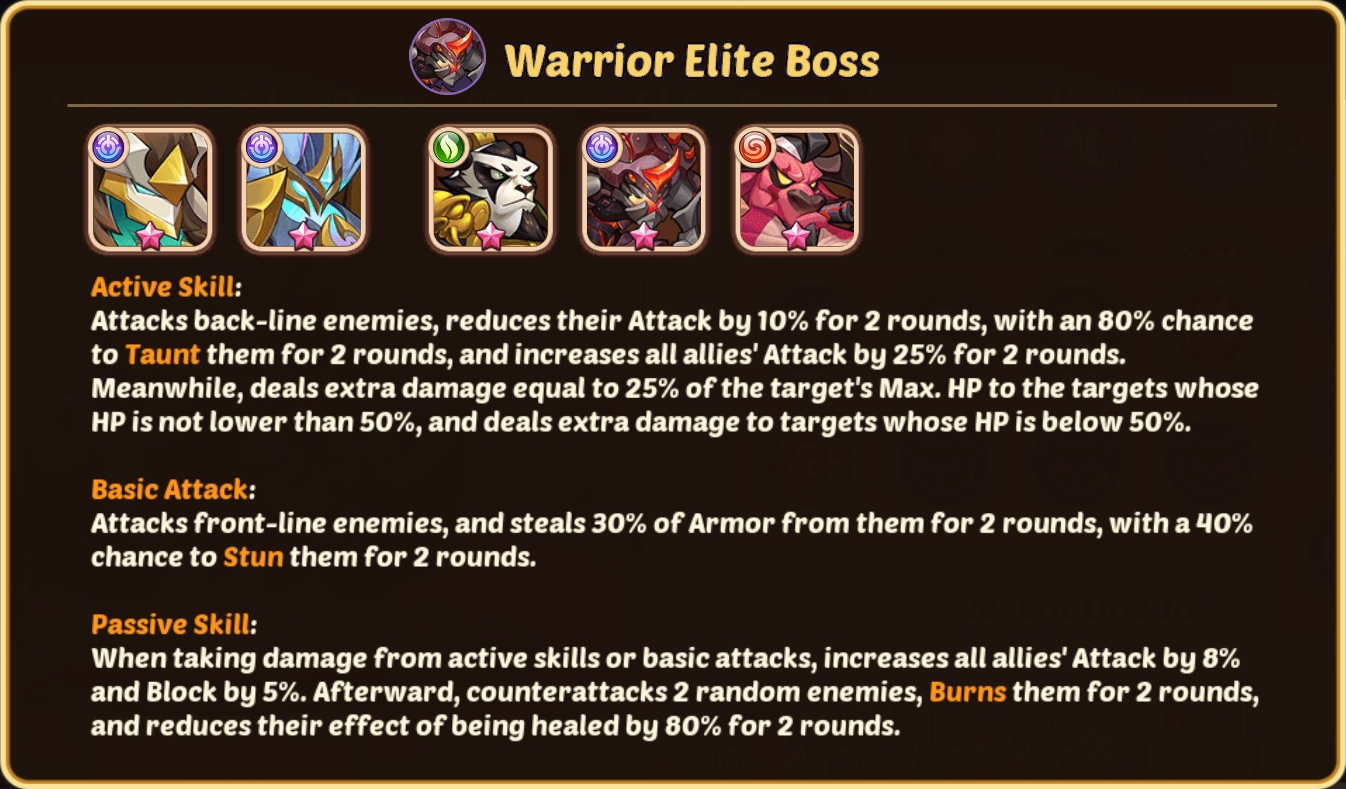 Warrior Elite Boss
Active Skill:
Attacks back-line enemies, reduces their Attack by 10% for 2 rounds, with an 80% chance
to Taunt them for 2 rounds, and increases all allies' Attack by 25% for 2 rounds.
Meanwhile, deals extra damage equal to 25% of the target's Max. HP to the targets whose
HP is not lower than 50%, and deals extra damage to targets whose HP is below 50%.
Basic Attack:
Attacks front-line enemies, and steals 30% of Armor from them for 2 rounds, with a 40%
chance to Stun them for 2 rounds.
Recent Lineup
Passive Skill:
When taking damage from active skills or basic attacks, increases all allies' Attack by 8%
and Block by 5%. Afterward, counterattacks 2 random enemies, Burns them for 2 rounds,
and reduces their effect of being healed by 80% for 2 rounds.